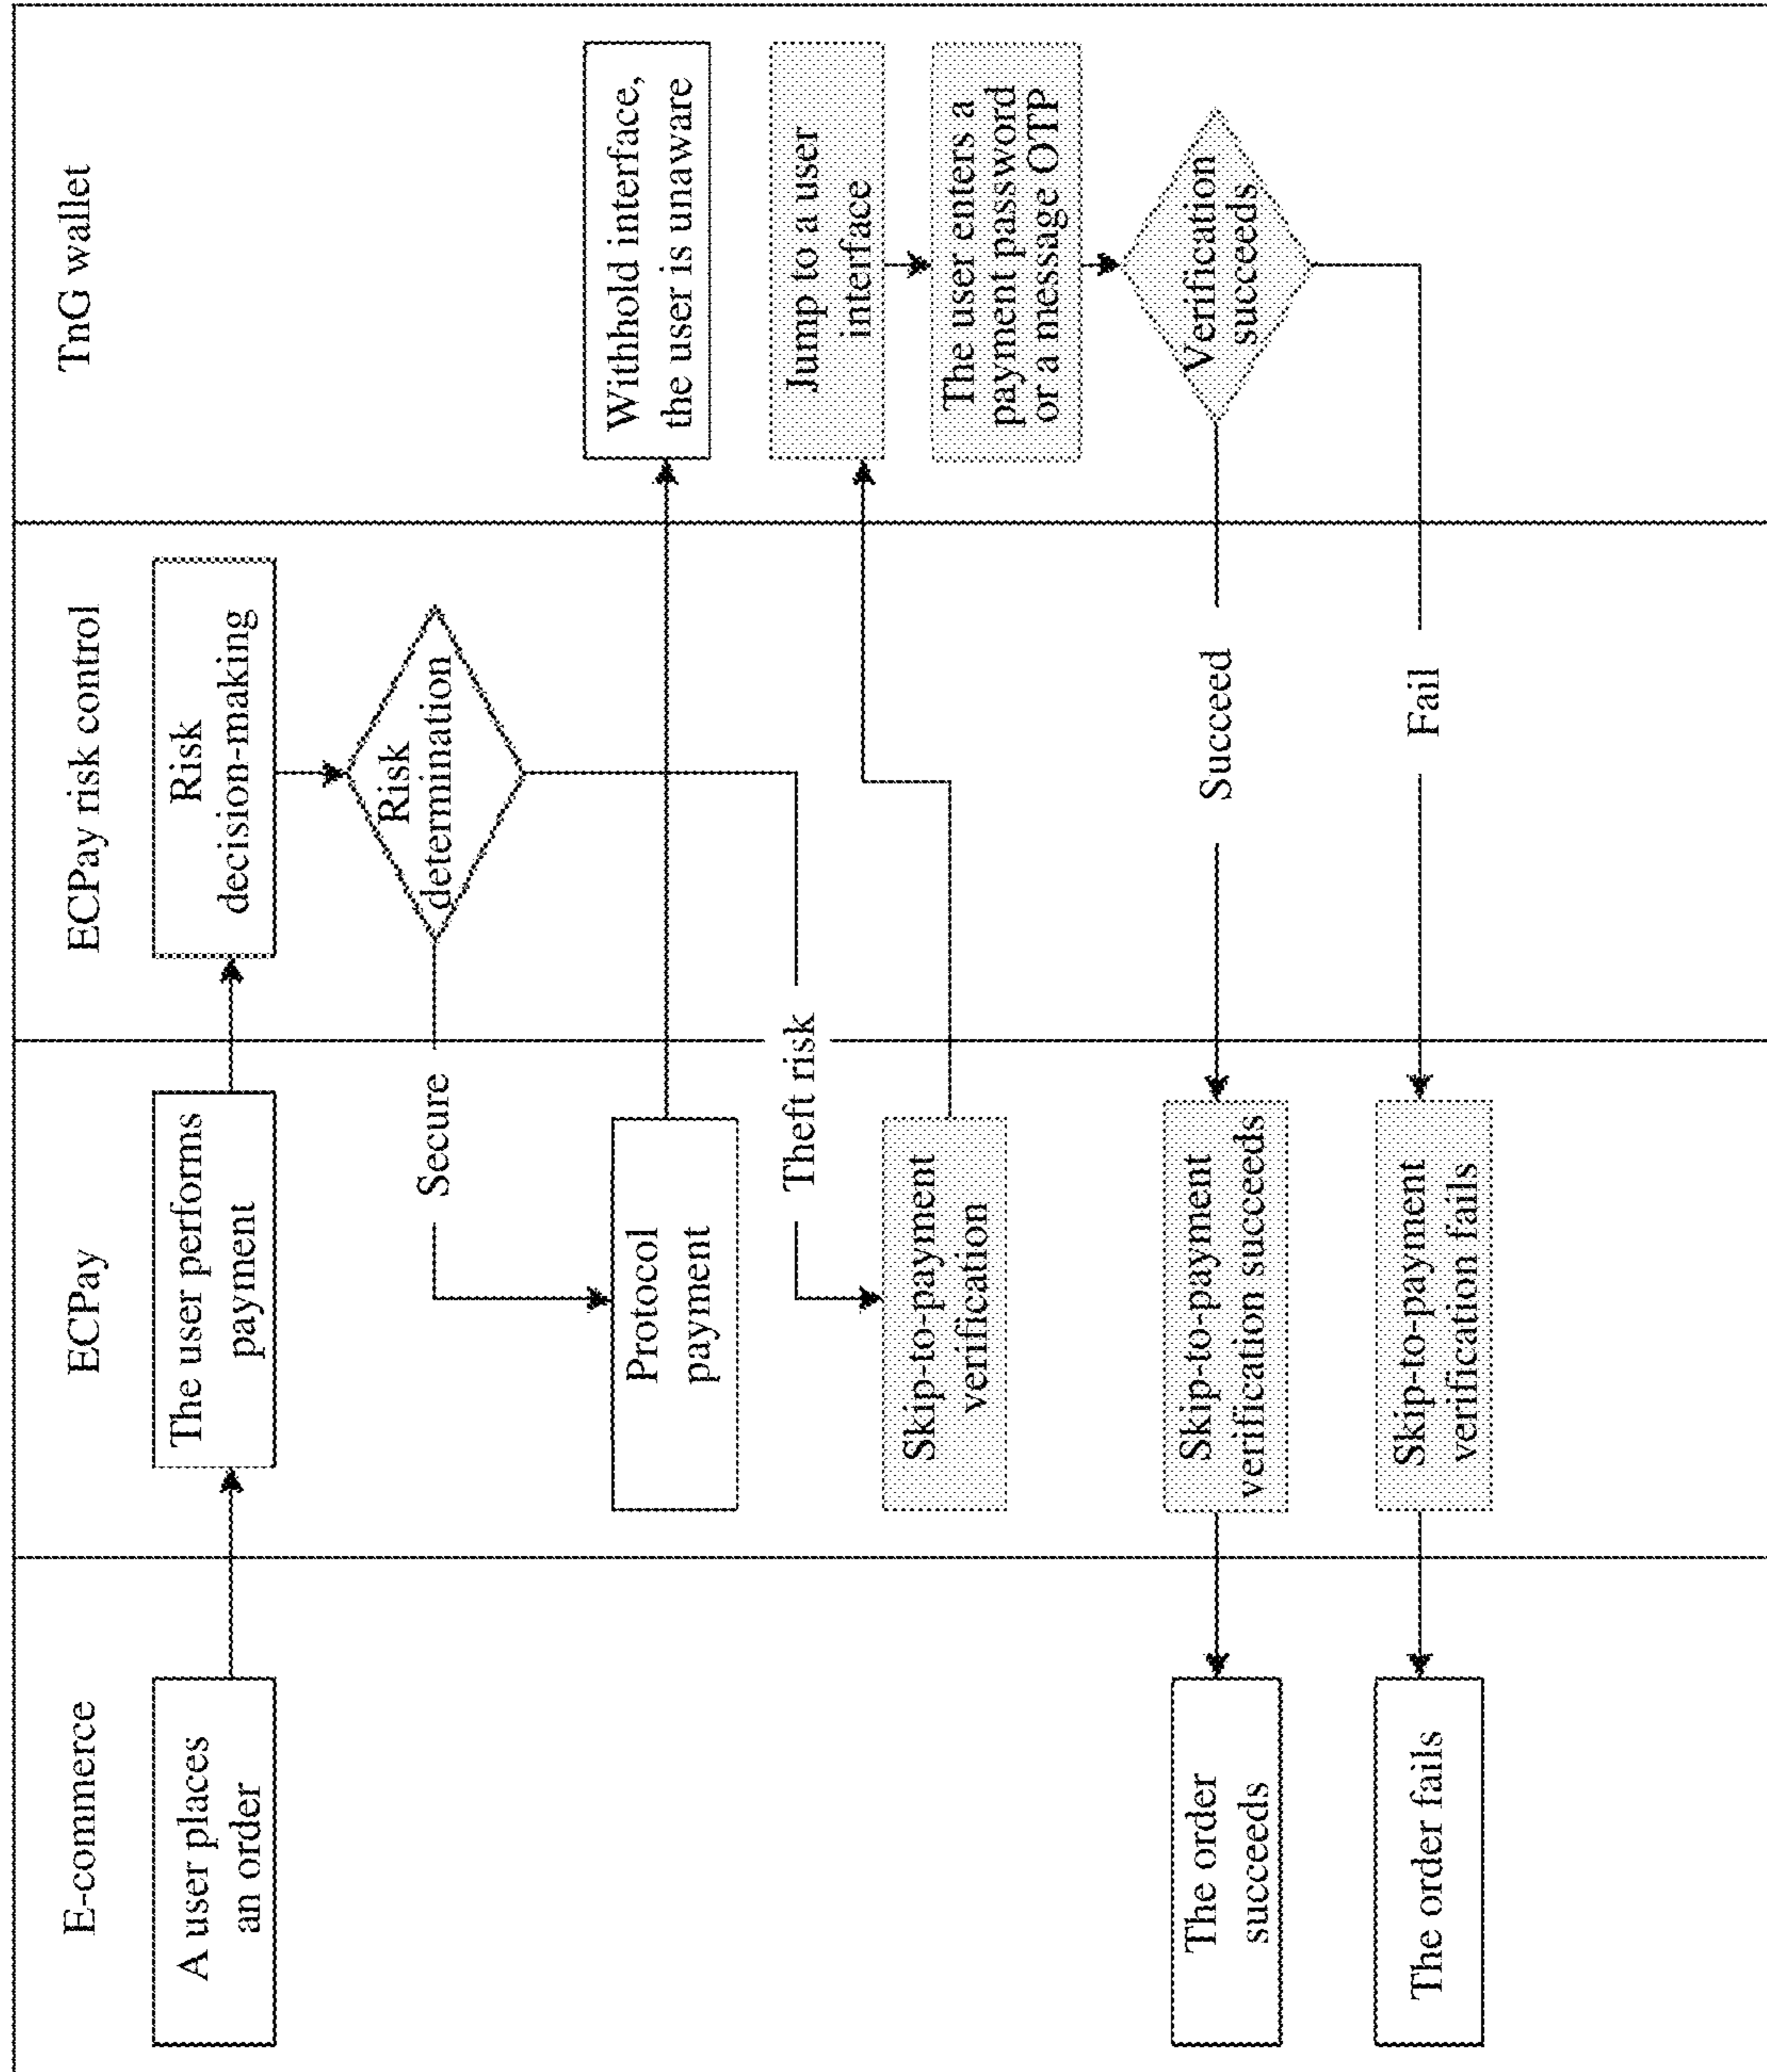 E-commerce
ECPay
ECPay risk control
TnG wallet
A user places
an order
The user perfoms
payment
Risk
decision-making
Risk
determination
Secure
Protocol
payment
Withhold interface,
the user is unaware
Theft risk
Skip-to-payment
verification
Jump to a user
interface
The user enters a
payment password
or a message OTP
Verification
succeeds
Succeed
Skip-to-payment
verification succeeds
The order
succeeds
Fail
Skip-to-payment
verification fails
The order fails